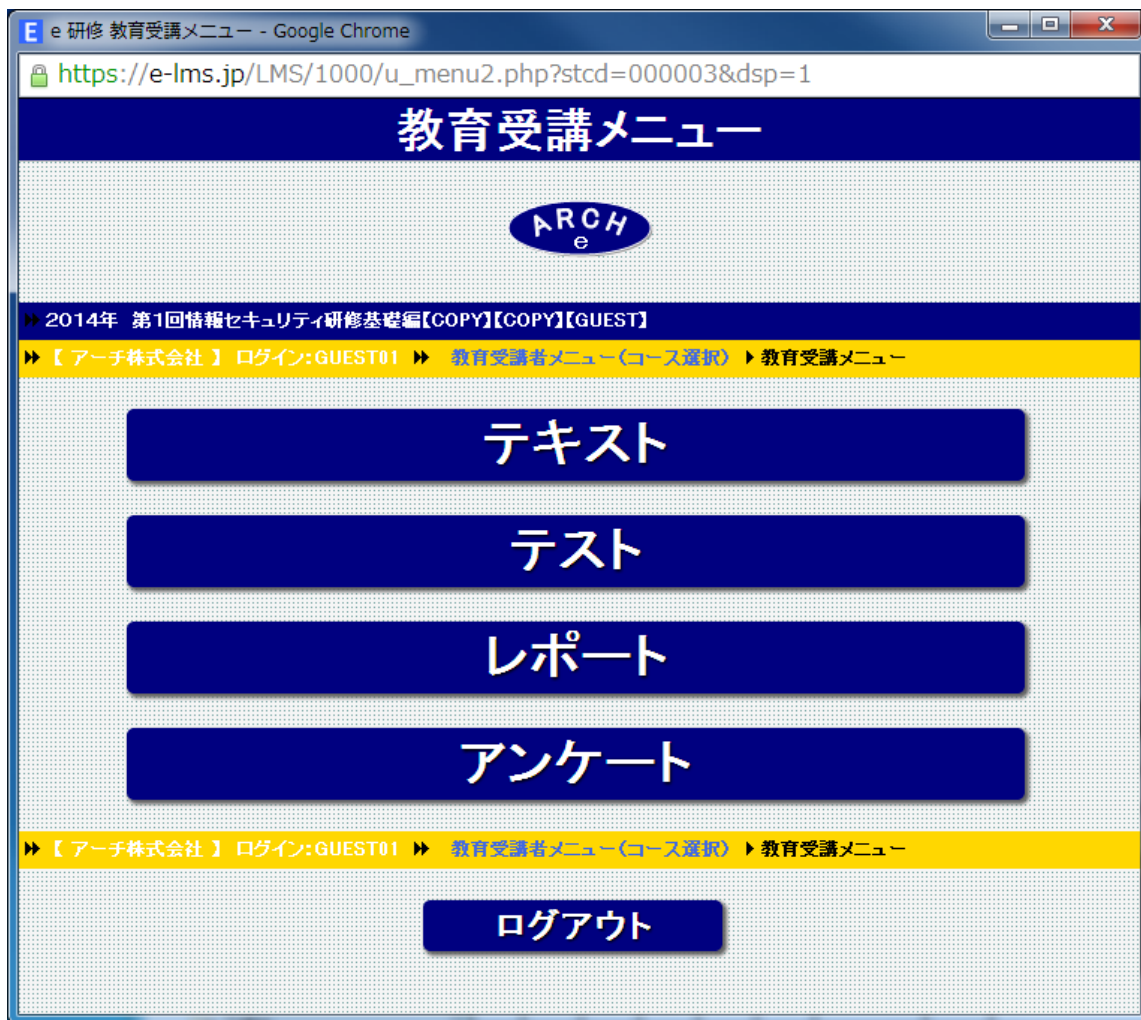 E e 研修 教育受講メニュー - Google Chrome
https://e-lms.jp/LMS/1000/u_menu2.php?stcd=000003&dsp=1
教育受講メニュー
ARCH
e
2014年 第1回情報セキュリティ研修基礎編【COPY】【COPY】【GUEST】
【 アーチ株式会社 】 ログイン:GUEST01 教育受講者メニュー(コース選択) 教育受講メニュー
テキスト
テスト
レポート
アンケート
【 アーチ株式会社 】 ログイン:GUEST01 教育受講者メニュー(コース選択) 教育受講メニュー
ログアウト